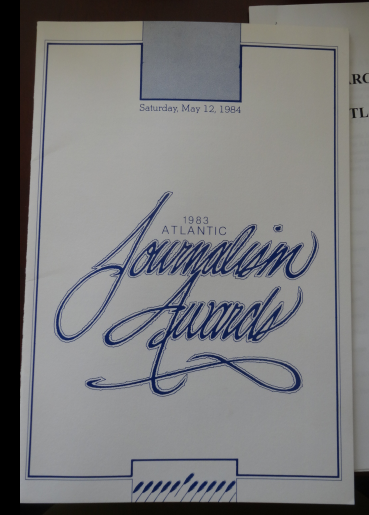 Saturday, May 12, 1984
1983
ATLANTIC
Journalism
Awards